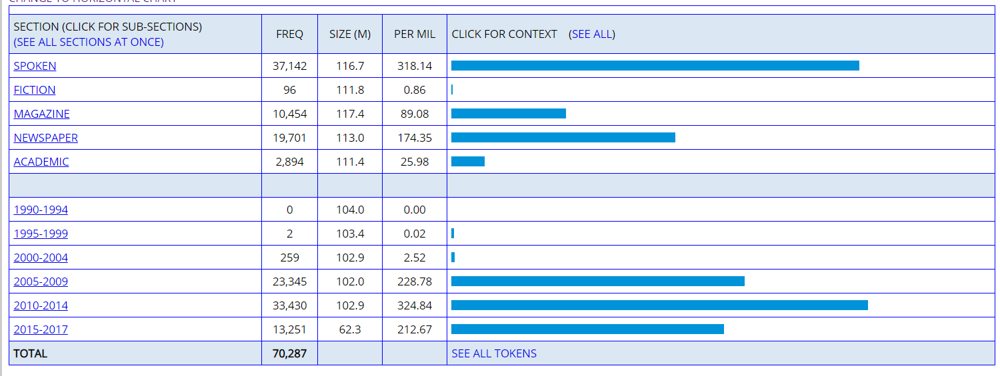 CHANGE TO HORIZONTAL CHART
SECTION (CLICK FOR SUB-SECTIONS)
(SEE ALL SECTIONS AT ONCE) FREQ SIZE (M) PER MIL CLICK FOR CONTEXT (SEE ALL)
SPOKEN 37,142 116.7 318.14
FICTION 96 111.8 0.86
MAGAZINE 10,454 117.4 89.08
NEWSPAPER 19,701 113.0 174.35
ACADEMIC 2,894 111.4 25.98
1990-1994 0 104.0 0.00
1995-1999 2 103.4 0.02
2000-2004 259 102.9 2.52
2005-2009 23,345 102.0 228.78
2010-2014 33,430 102.9 324.84
2015-2017 13,251 62.3 212.67
TOTAL 70,287 SEE ALL TOKENS